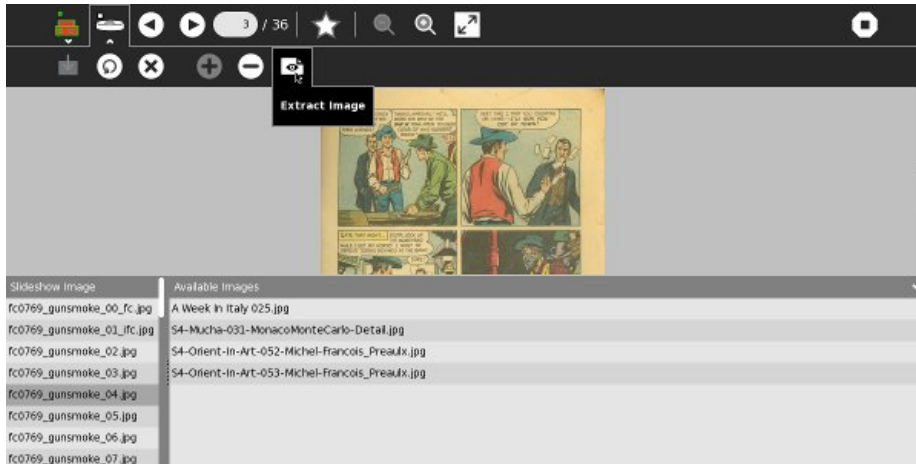 3 / 36
Extract Image
Slideshow Image
Available Images
fc0769_gunsmoke_00_fc.jpg
A Week In Italy 025.jpg
fc0769_gunsmoke_01_ifc.jpg
S4-Mucha-031-MonacoMonteCarlo-Detail.jpg
fc0769_gunsmoke_02.jpg
S4-Orient-In-Art-052-Michel-Francois_Preaulx.jpg
fc0769_gunsmoke_03.jpg
S4-Orient-In-Art-053-Michel-Francois_Preaulx.jpg
fc0769_gunsmoke_04.jpg
fc0769_gunsmoke_05.jpg
fc0769_gunsmoke_06.jpg
fc0769_gunsmoke_07.jpg